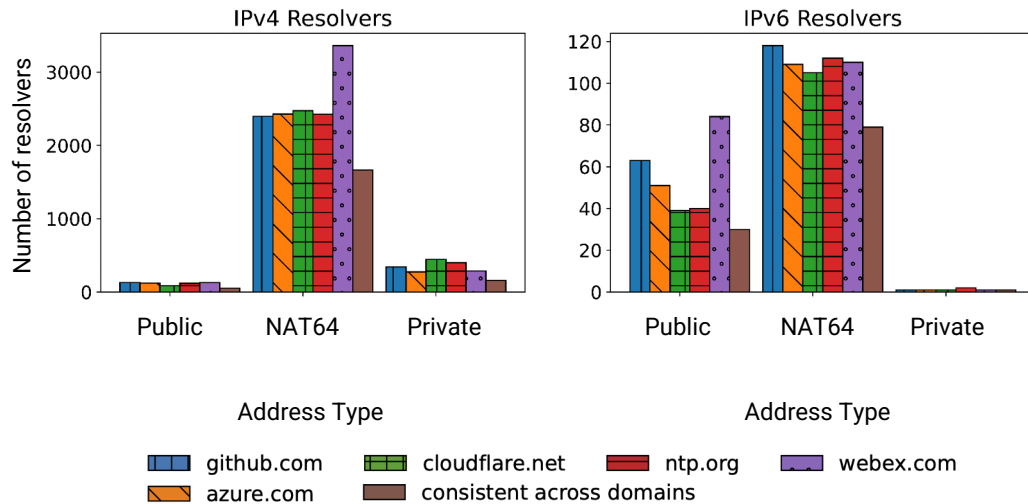 IPv4 Resolvers
IPv6 Resolvers
Number of resolvers
3000
2000
1000
0
120
100
80
60
40
20
0
Public NAT64 Private
Public NAT64 Private
Address Type
Address Type
github.com cloudflare.net ntp.org webex.com
azure.com consistent across domains